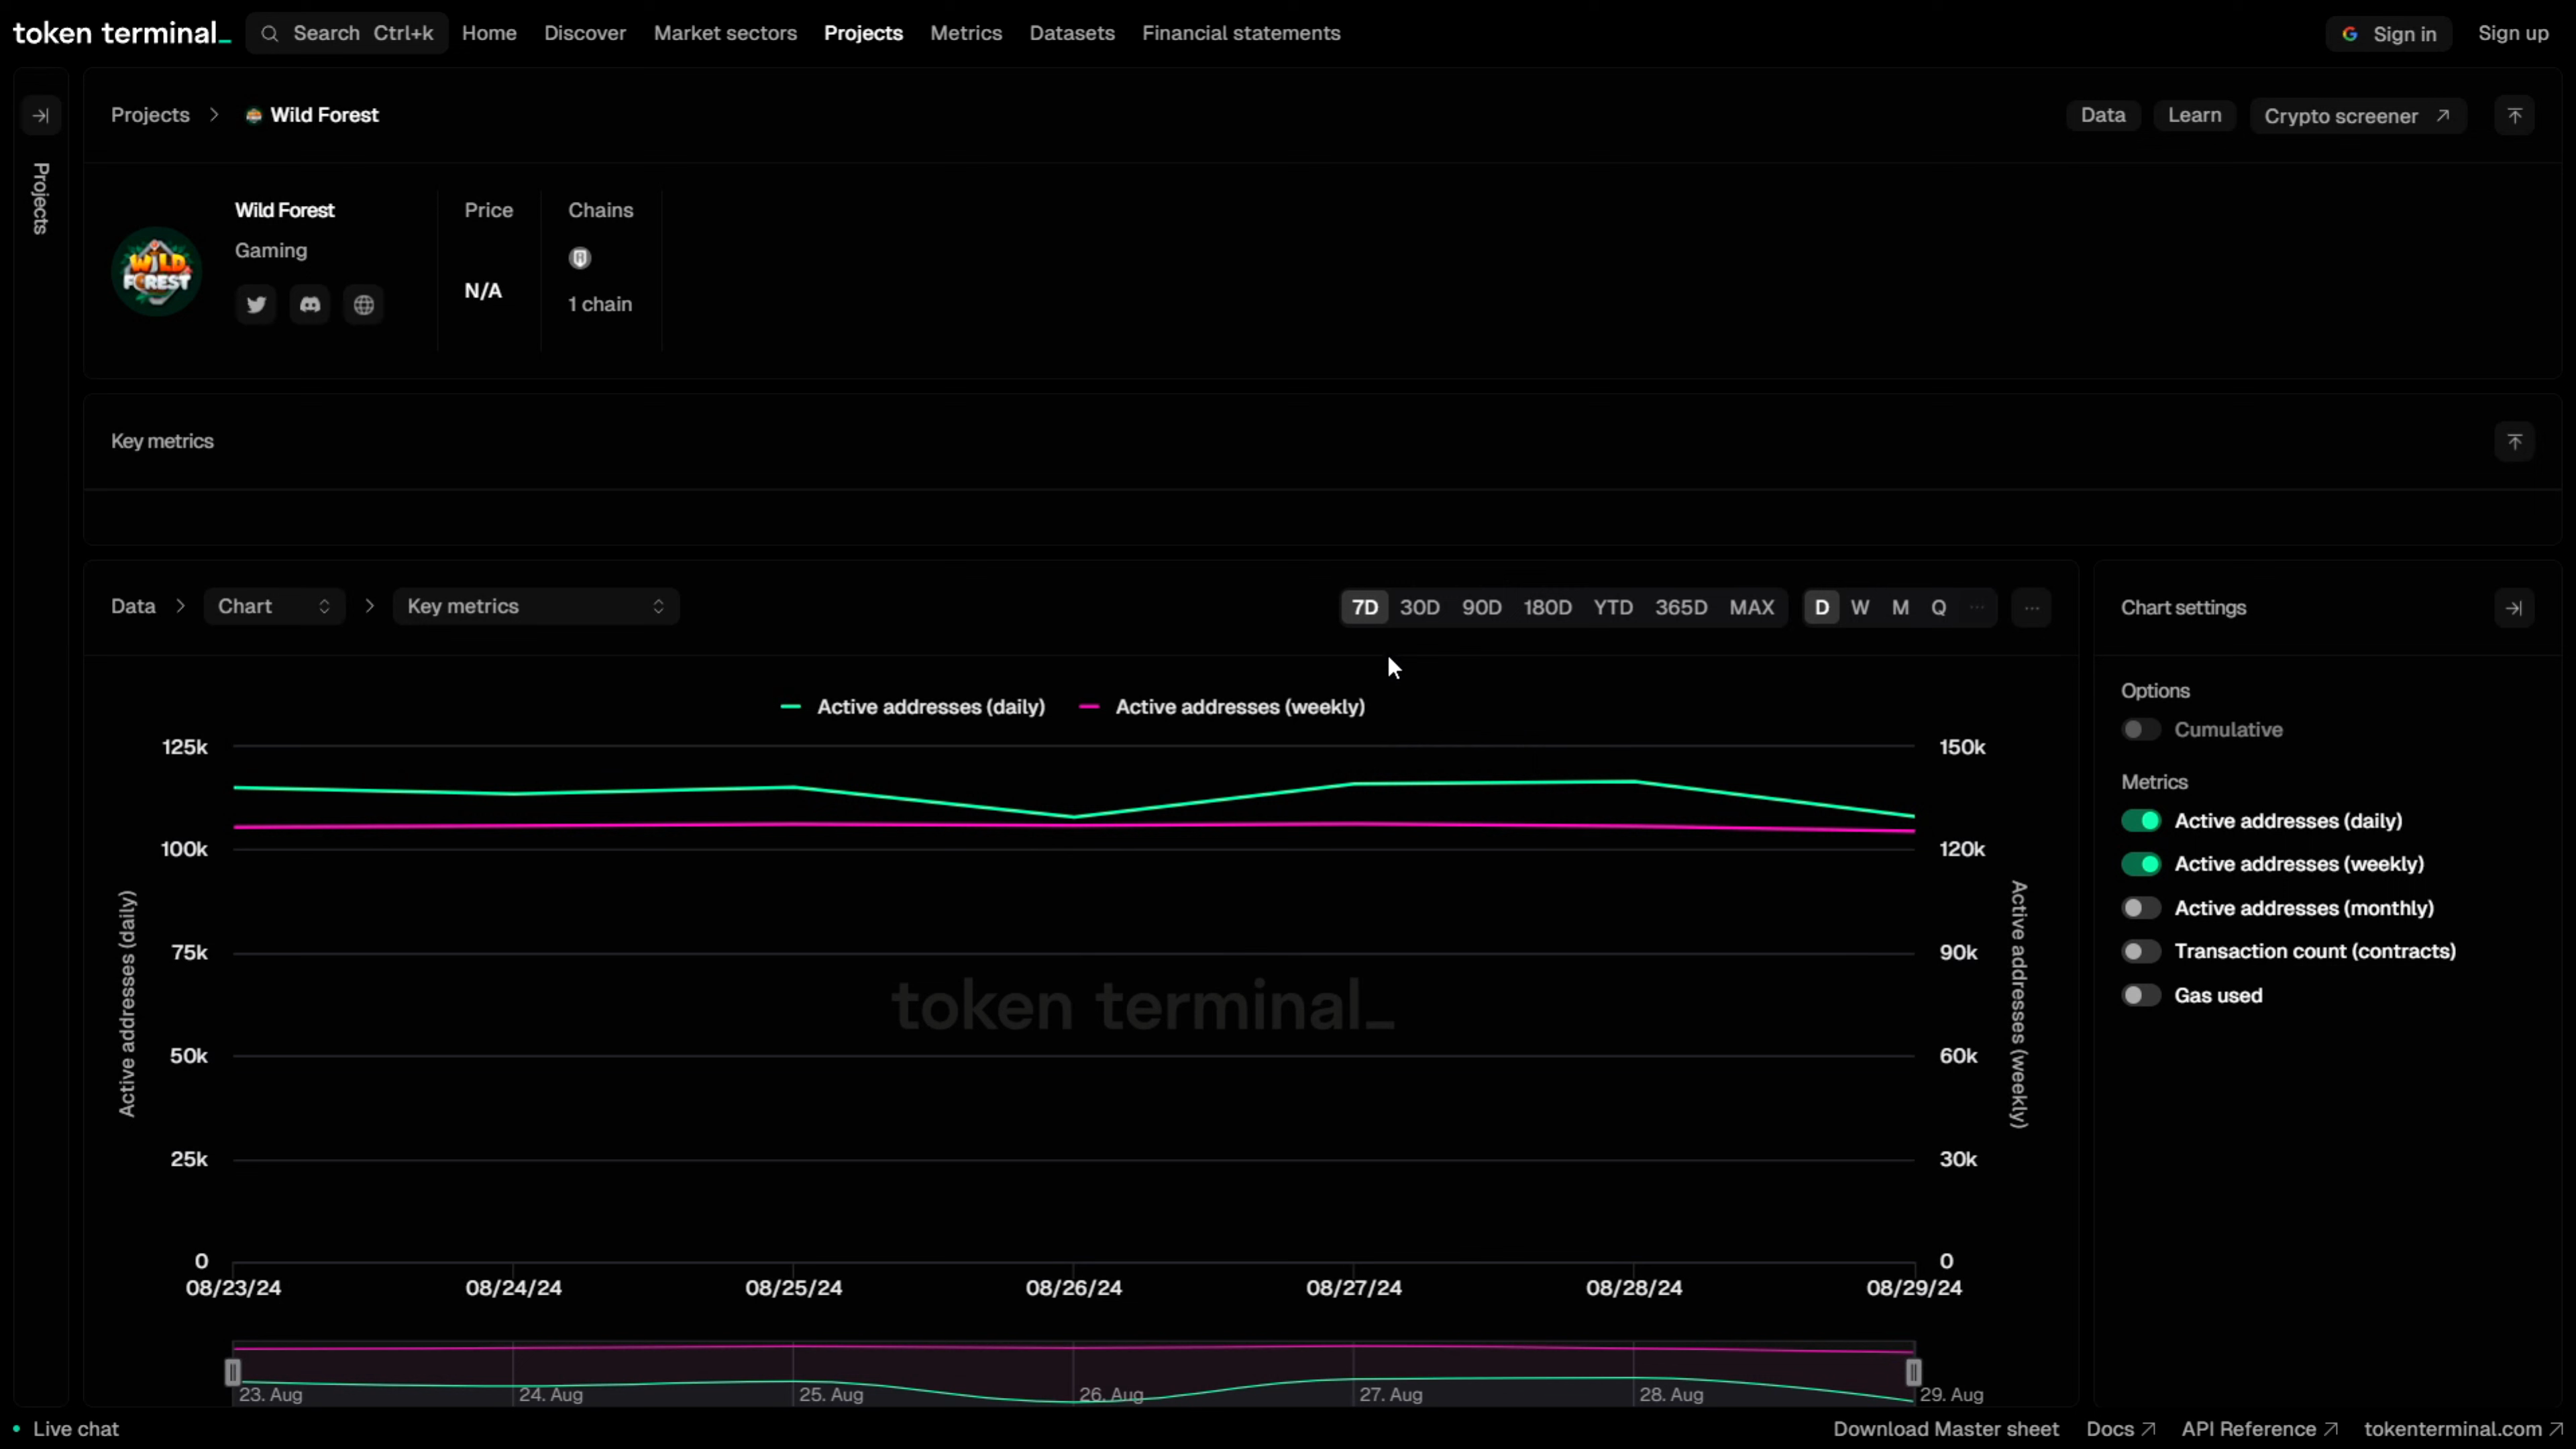 token terminal_ Search Ctrl+k Home Discover Market sectors Projects Metrics Datasets Financial statements Sign in Sign up
Projects
Projects > Wild Forest Data Learn Crypto screener
WILD
FOREST
Wild Forest
Gaming
Price
N/A
Chains
1 chain
Key metrics
Data > Chart > Key metrics 7D 30D 90D 180D YTD 365D MAX D W M Q ... ...
Active addresses (daily) Active addresses (weekly)
125k 150k
100k 120k
75k 90k
50k 60k
25k 30k
0 0
Active addresses (daily)
Active addresses (weekly)
token terminal_
08/23/24 08/24/24 08/25/24 08/26/24 08/27/24 08/28/24 08/29/24
23. Aug 24. Aug 25. Aug 26. Aug 27. Aug 28. Aug 29. Aug
Chart settings
Options
Cumulative
Metrics
Active addresses (daily)
Active addresses (weekly)
Active addresses (monthly)
Transaction count (contracts)
Gas used
Live chat Download Master sheet Docs API Reference tokenterminal.com